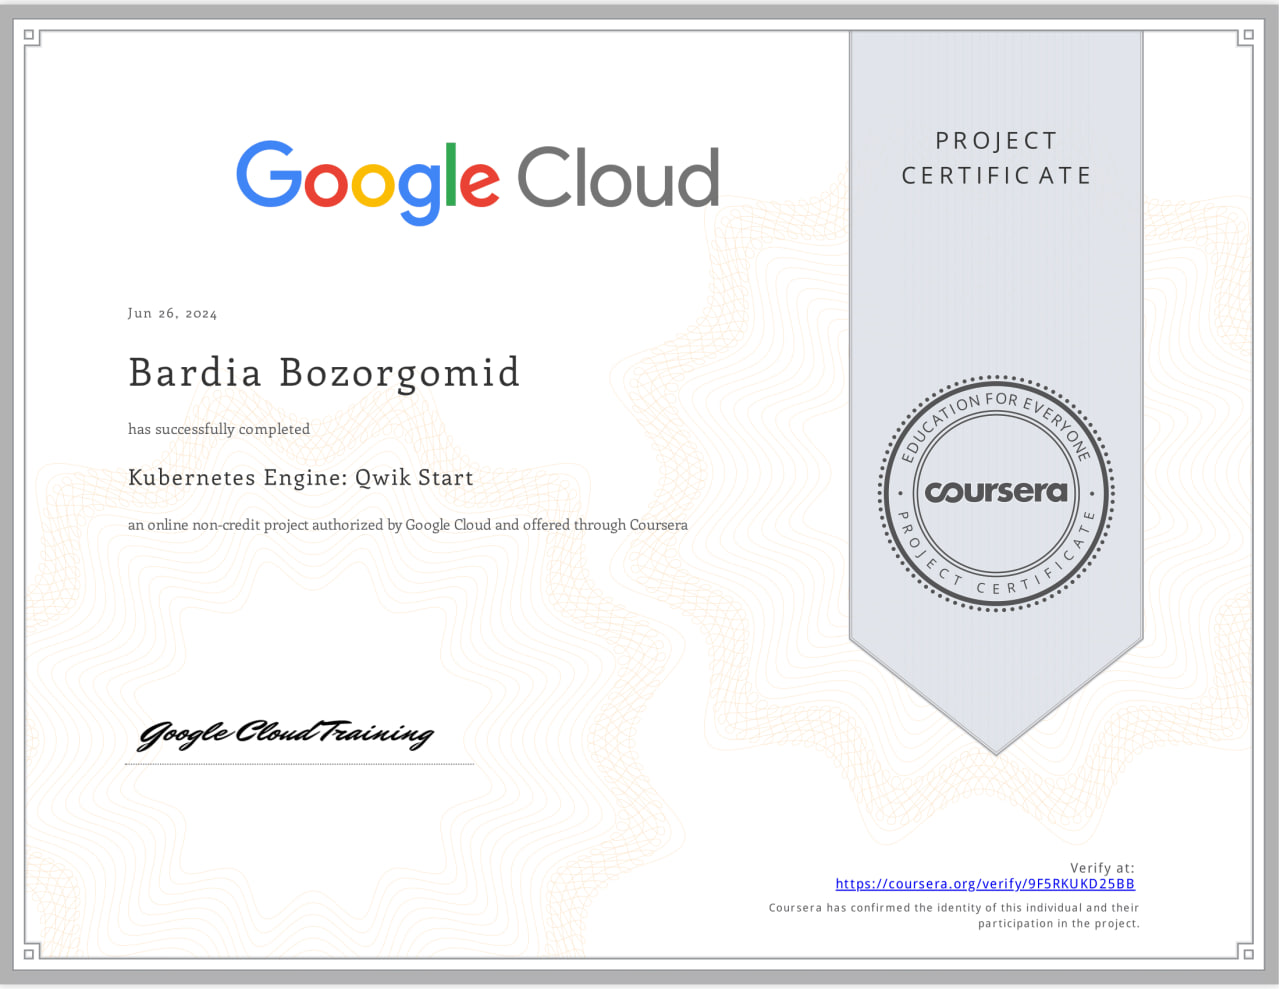 Google Cloud
PROJECT
CERTIFICATE
Jun 26, 2024
Bardia Bozorgomid
has successfully completed
Kubernetes Engine: Qwik Start
an online non-credit project authorized by Google Cloud and offered through Coursera
EDUCATION FOR EVERYONE
coursera
PROJECT CERTIFICATE
Google Cloud Training
Verify at:
https://coursera.org/verify/9F5RKUKD25BB
Coursera has confirmed the identity of this individual and their
participation in the project.